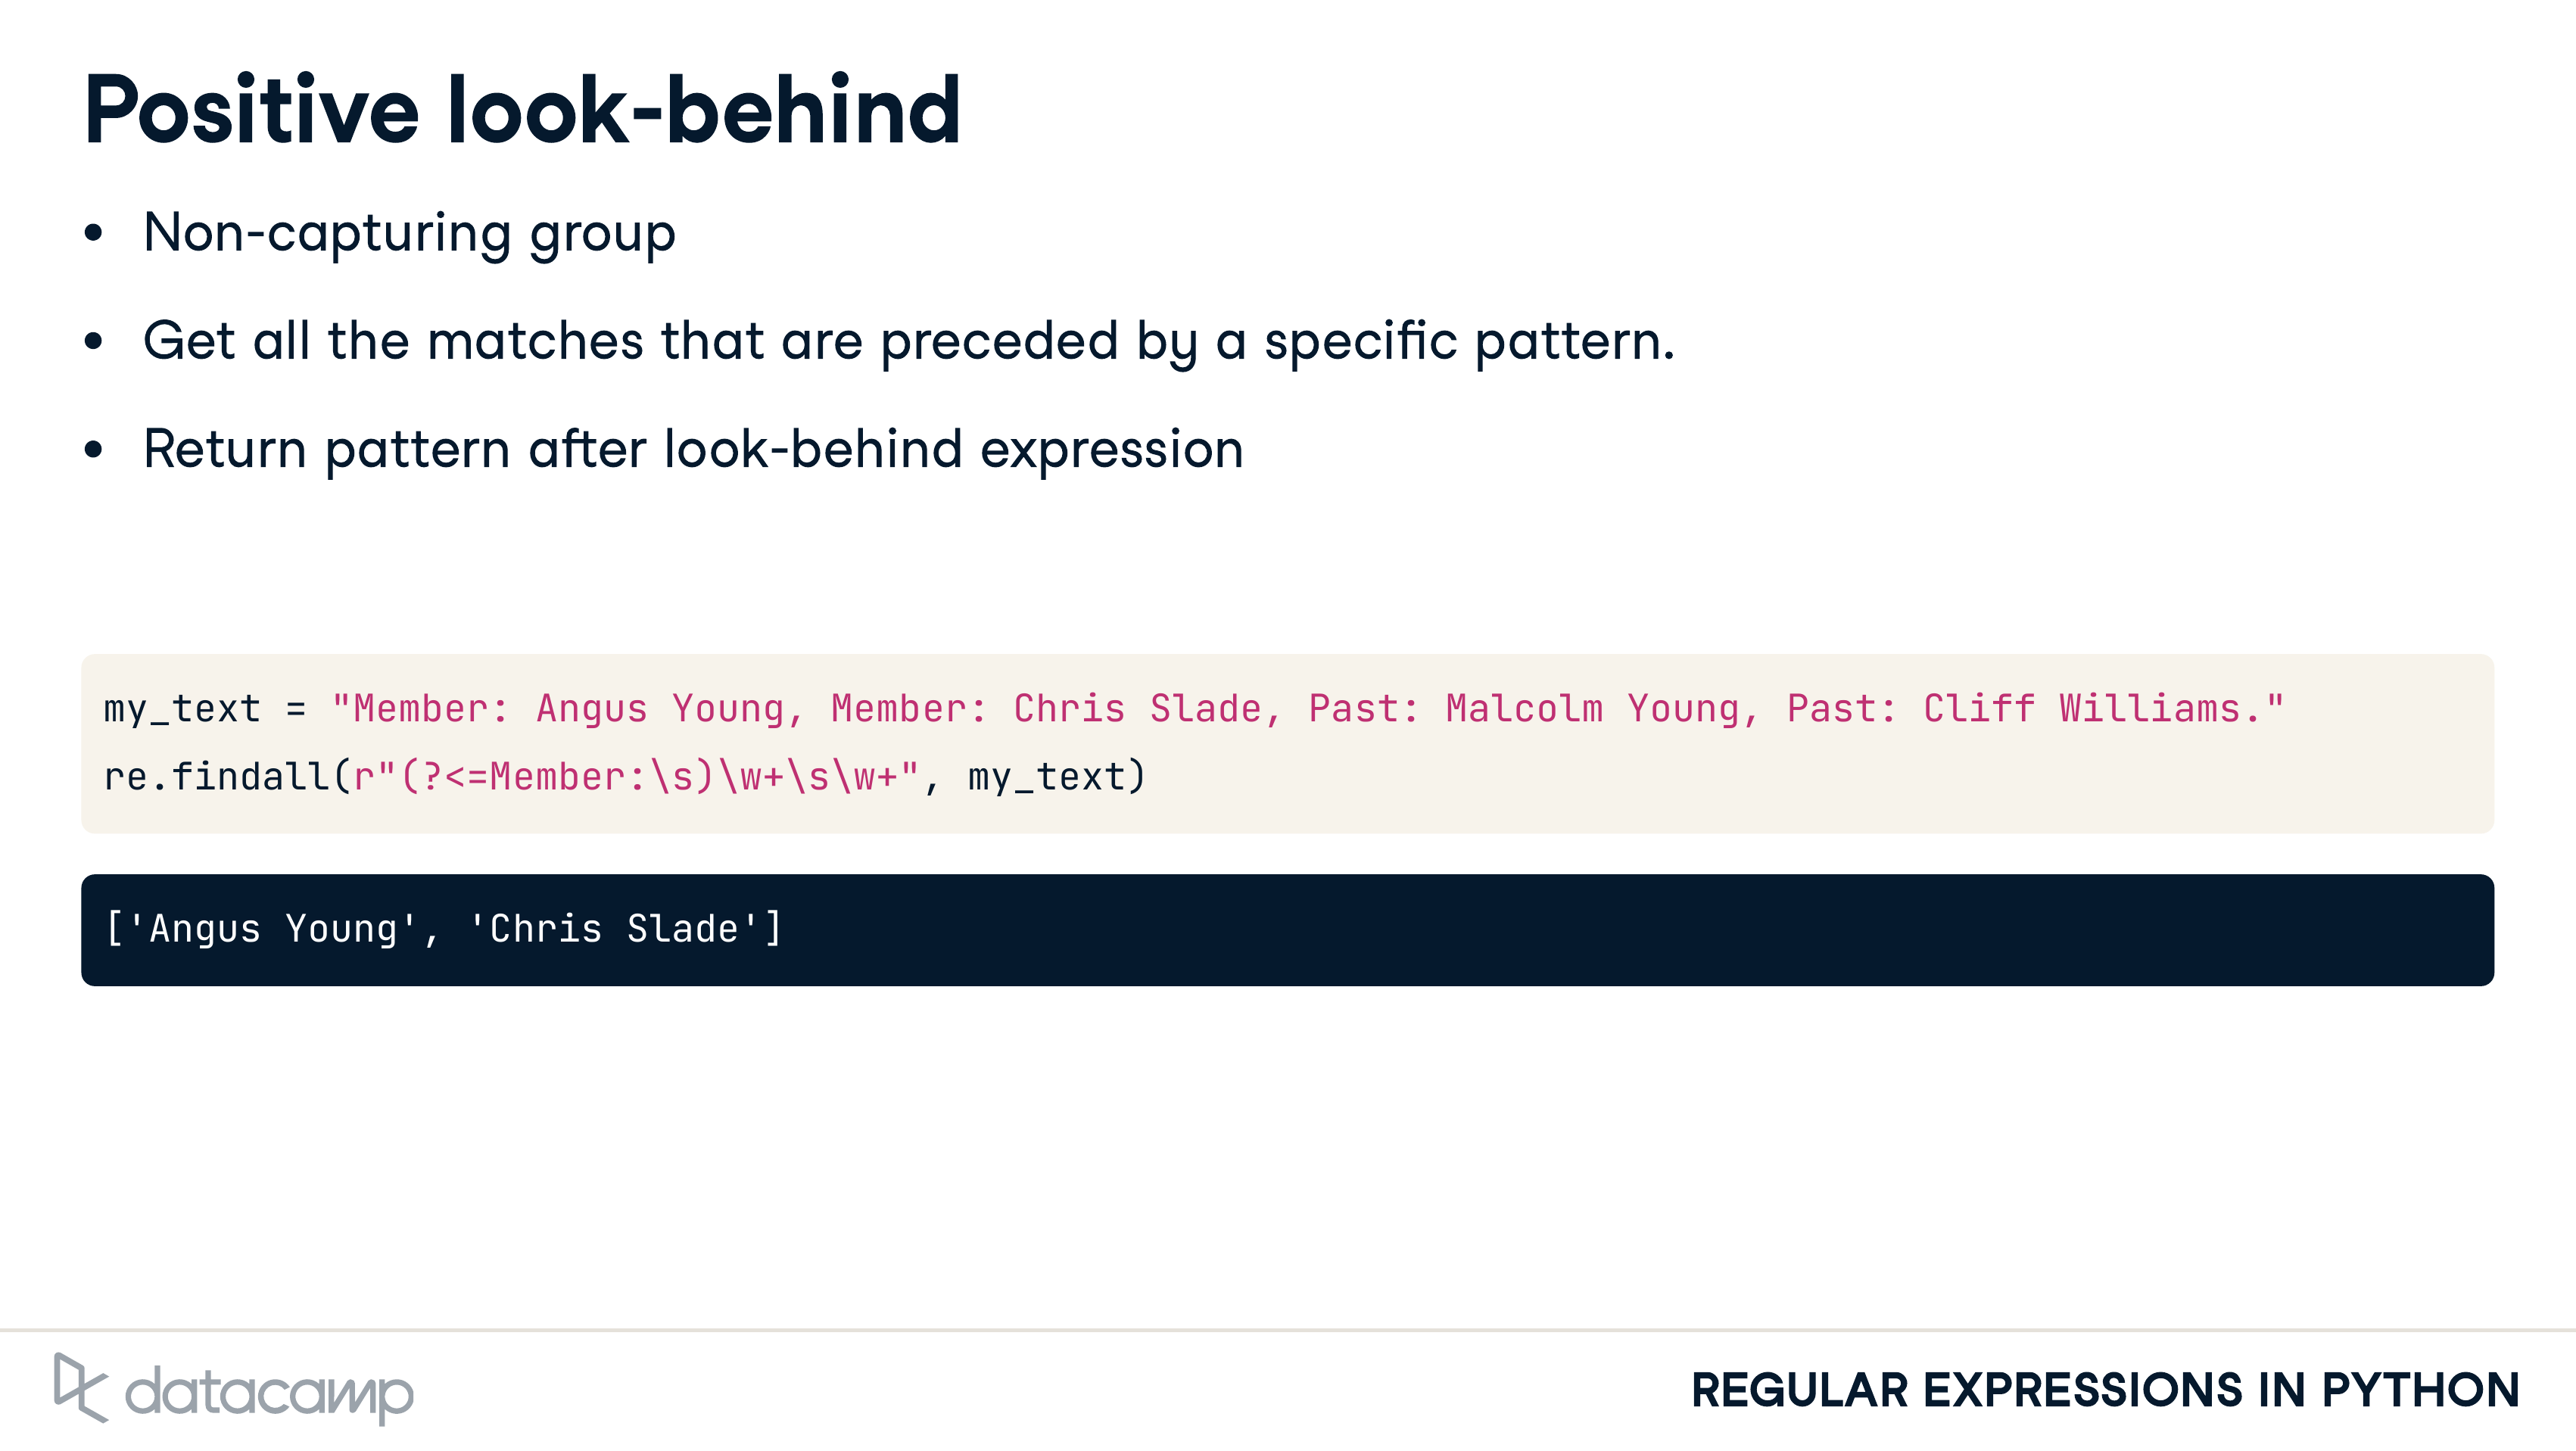 Positive look-behind
• Non-capturing group
• Get all the matches that are preceded by a specific pattern.
• Return pattern after look-behind expression
my_text = "Member: Angus Young, Member: Chris Slade, Past: Malcolm Young, Past: Cliff Williams."
re.findall(r"(?<=Member:\s)\w+\s\w+", my_text)
['Angus Young', 'Chris Slade']
datacamp
REGULAR EXPRESSIONS IN PYTHON